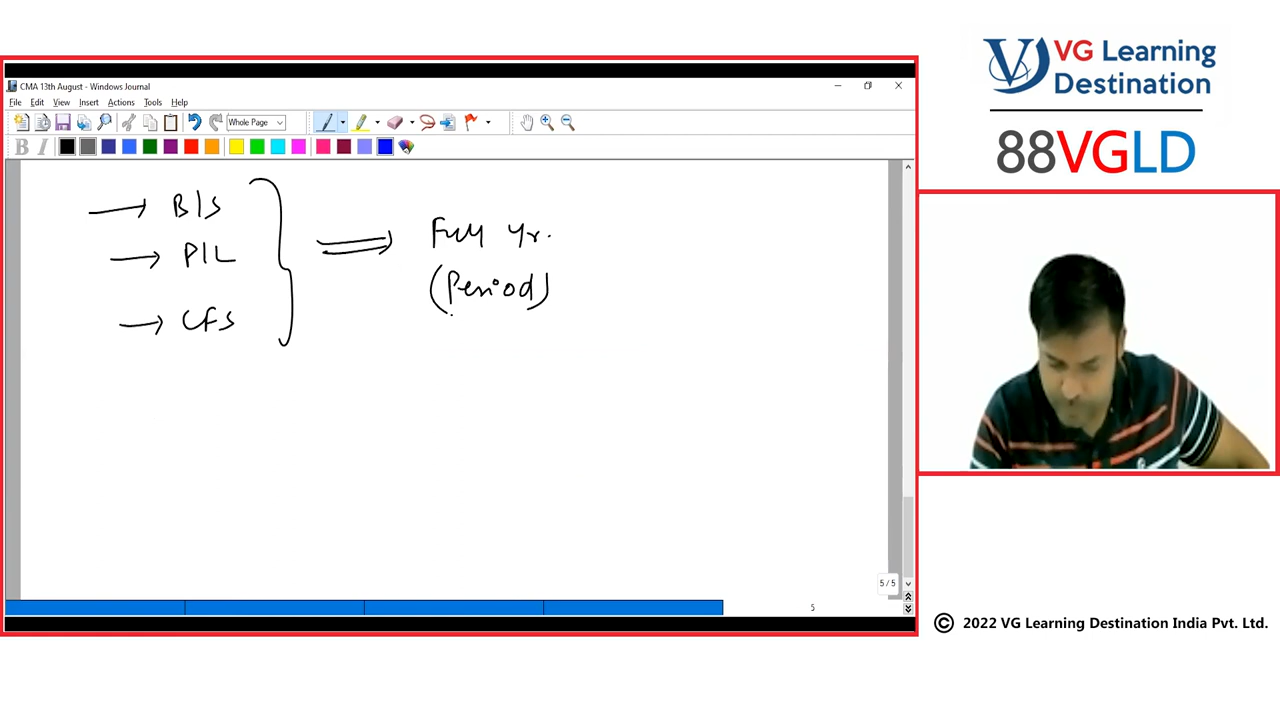 CMA 13th August - Windows Journal
File Edit View Insert Actions Tools Help
Whole Page
B I
→ B/S
→ P/L
→ CFS
⇒ Full Yr.
(Period)
5 / 5
5
VG Learning
Destination
88VGLD
© 2022 VG Learning Destination India Pvt. Ltd.